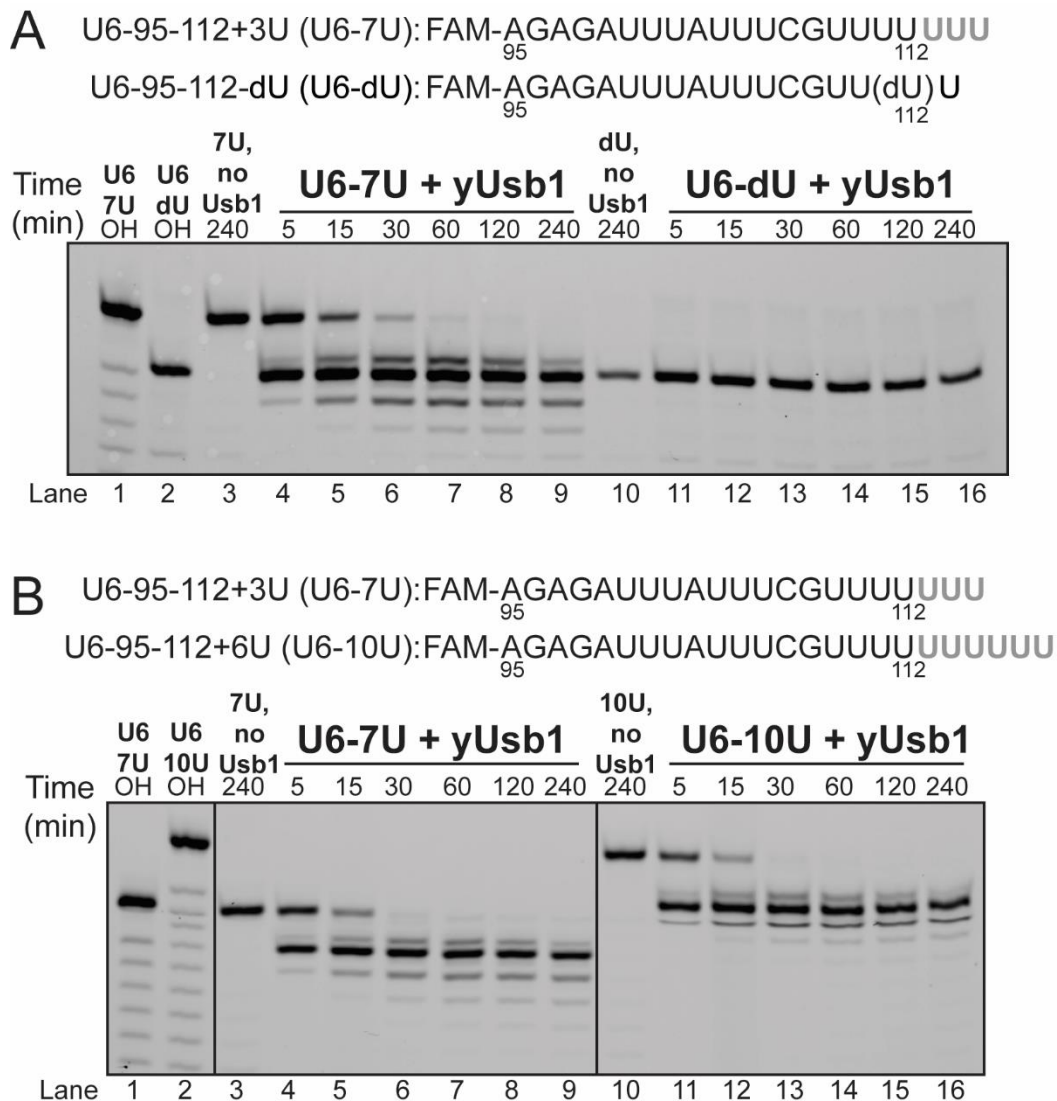 A U6-95-112+3U (U6-7U):FAM-AGAGAUUUAUUUCGUUUUUUU
95 112
U6-95-112-dU (U6-dU):FAM-AGAGAUUUAUUUCGUU(dU)U
95 112
Time (min)
U6 7U OH
U6 dU OH
7U, no Usb1 240
U6-7U + yUsb1
5 15 30 60 120 240
dU, no Usb1 240
U6-dU + yUsb1
5 15 30 60 120 240
Lane 1 2 3 4 5 6 7 8 9 10 11 12 13 14 15 16
B U6-95-112+3U (U6-7U):FAM-AGAGAUUUAUUUCGUUUUUUU
95 112
U6-95-112+6U (U6-10U):FAM-AGAGAUUUAUUUCGUUUUUUUUUU
95 112
Time (min)
U6 7U OH
U6 10U OH
7U, no Usb1 240
U6-7U + yUsb1
5 15 30 60 120 240
10U, no Usb1 240
U6-10U + yUsb1
5 15 30 60 120 240
Lane 1 2 3 4 5 6 7 8 9 10 11 12 13 14 15 16